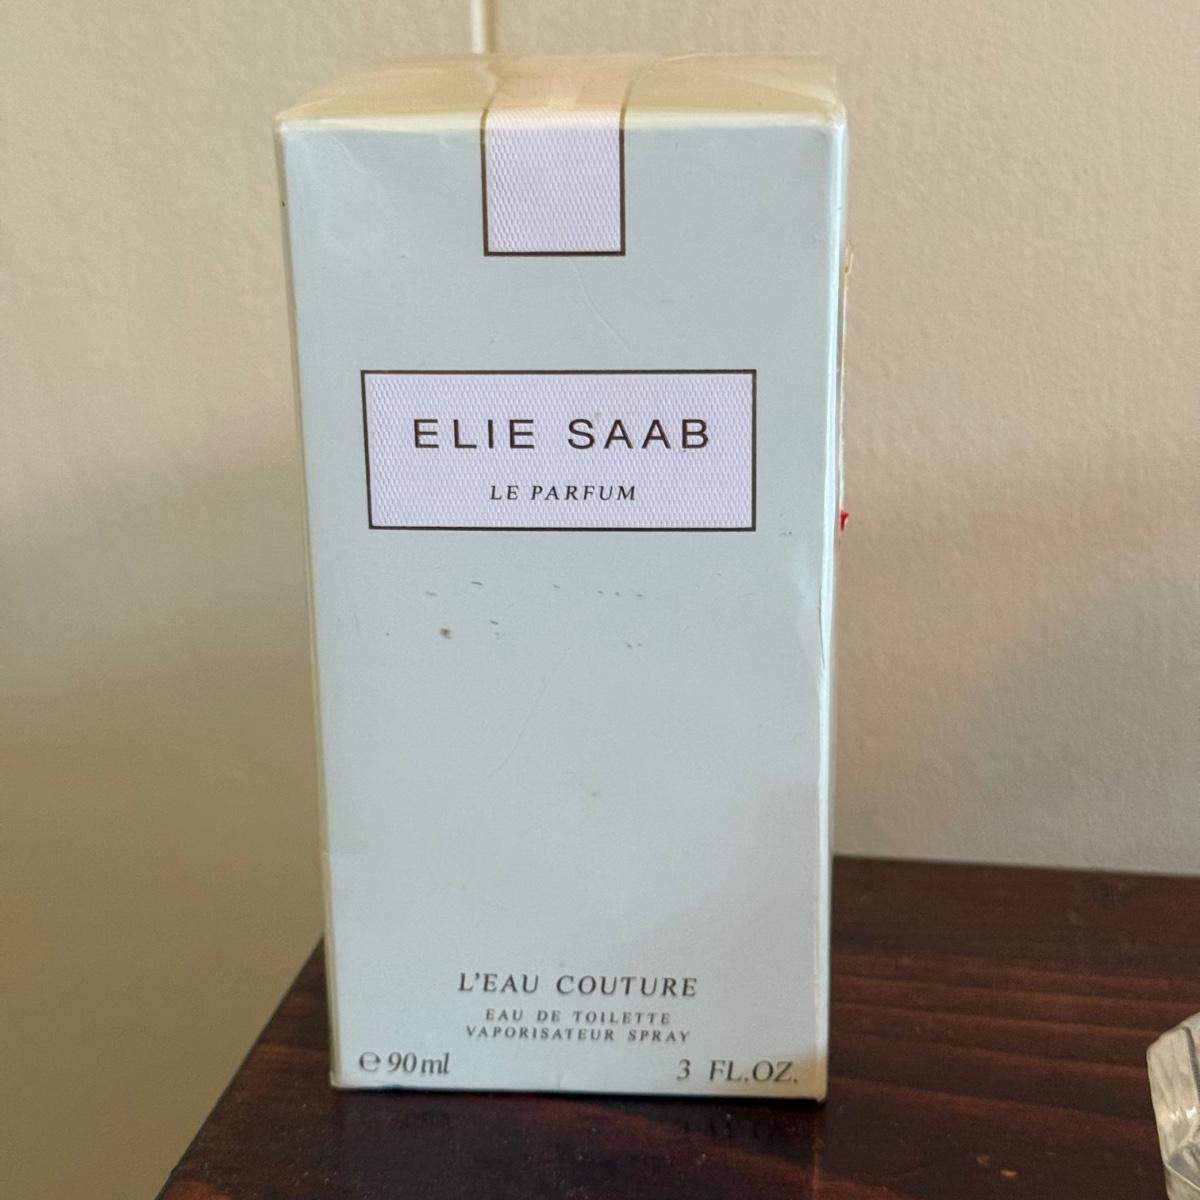 ELIE SAAB
LE PARFUM
L'EAU COUTURE
EAU DE TOILETTE
VAPORISATEUR SPRAY
℮ 90 ml 3 FL.OZ.